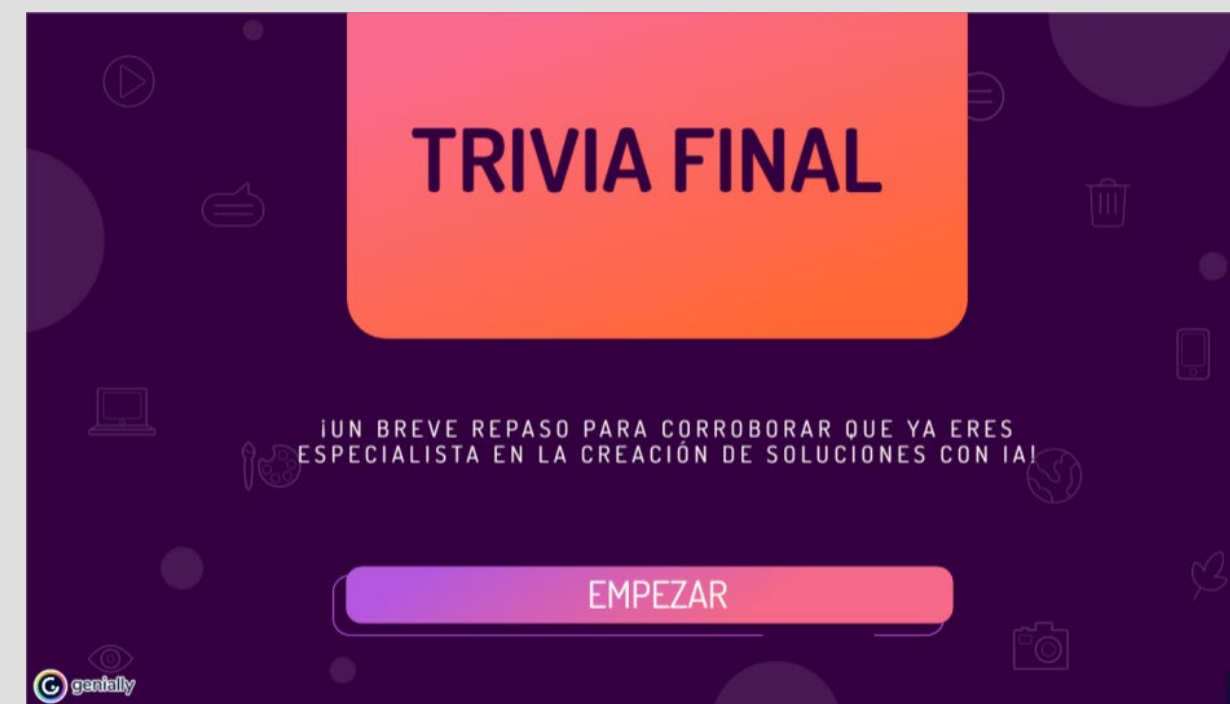 TRIVIA FINAL
¡UN BREVE REPASO PARA CORROBORAR QUE YA ERES
ESPECIALISTA EN LA CREACIÓN DE SOLUCIONES CON IA!
EMPEZAR
genially